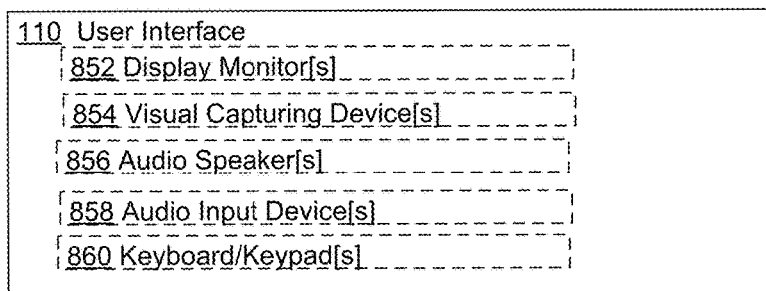 110 User Interface
852 Display Monitor[s]
854 Visual Capturing Device[s]
856 Audio Speaker[s]
858 Audio Input Device[s]
860 Keyboard/Keypad[s]